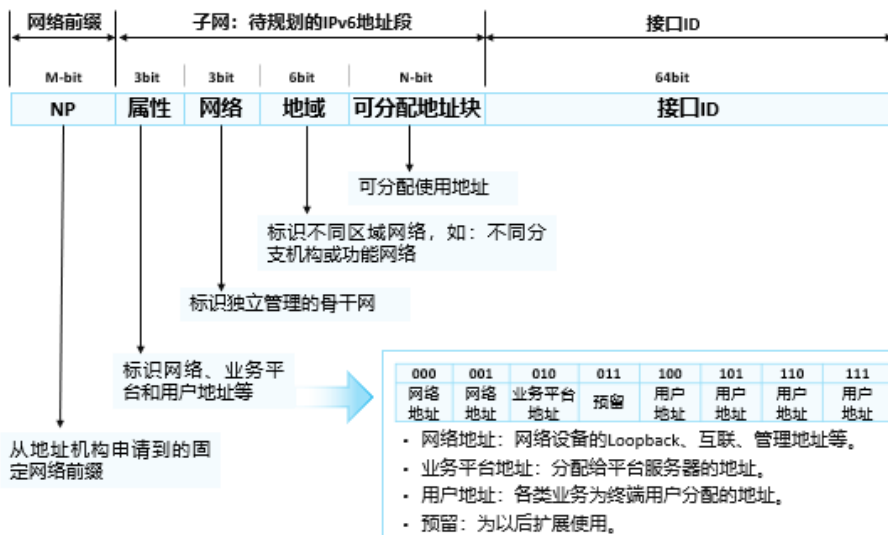 网络前缀 子网：待规划的IPv6地址段 接口ID
M-bit 3bit 3bit 6bit N-bit 64bit
NP 属性 网络 地域 可分配地址块 接口ID
可分配使用地址
标识不同区域网络，如：不同分
支机构或功能网络
标识独立管理的骨干网
标识网络、业务平
台和用户地址等
从地址机构申请到的固
定网络前缀
000 001 010 011 100 101 110 111
网络 网络 业务平台 预留 用户 用户 用户 用户
地址 地址 地址 地址 地址 地址 地址
• 网络地址：网络设备的Loopback、互联、管理地址等。
• 业务平台地址：分配给平台服务器的地址。
• 用户地址：各类业务为终端用户分配的地址。
• 预留：为以后扩展使用。